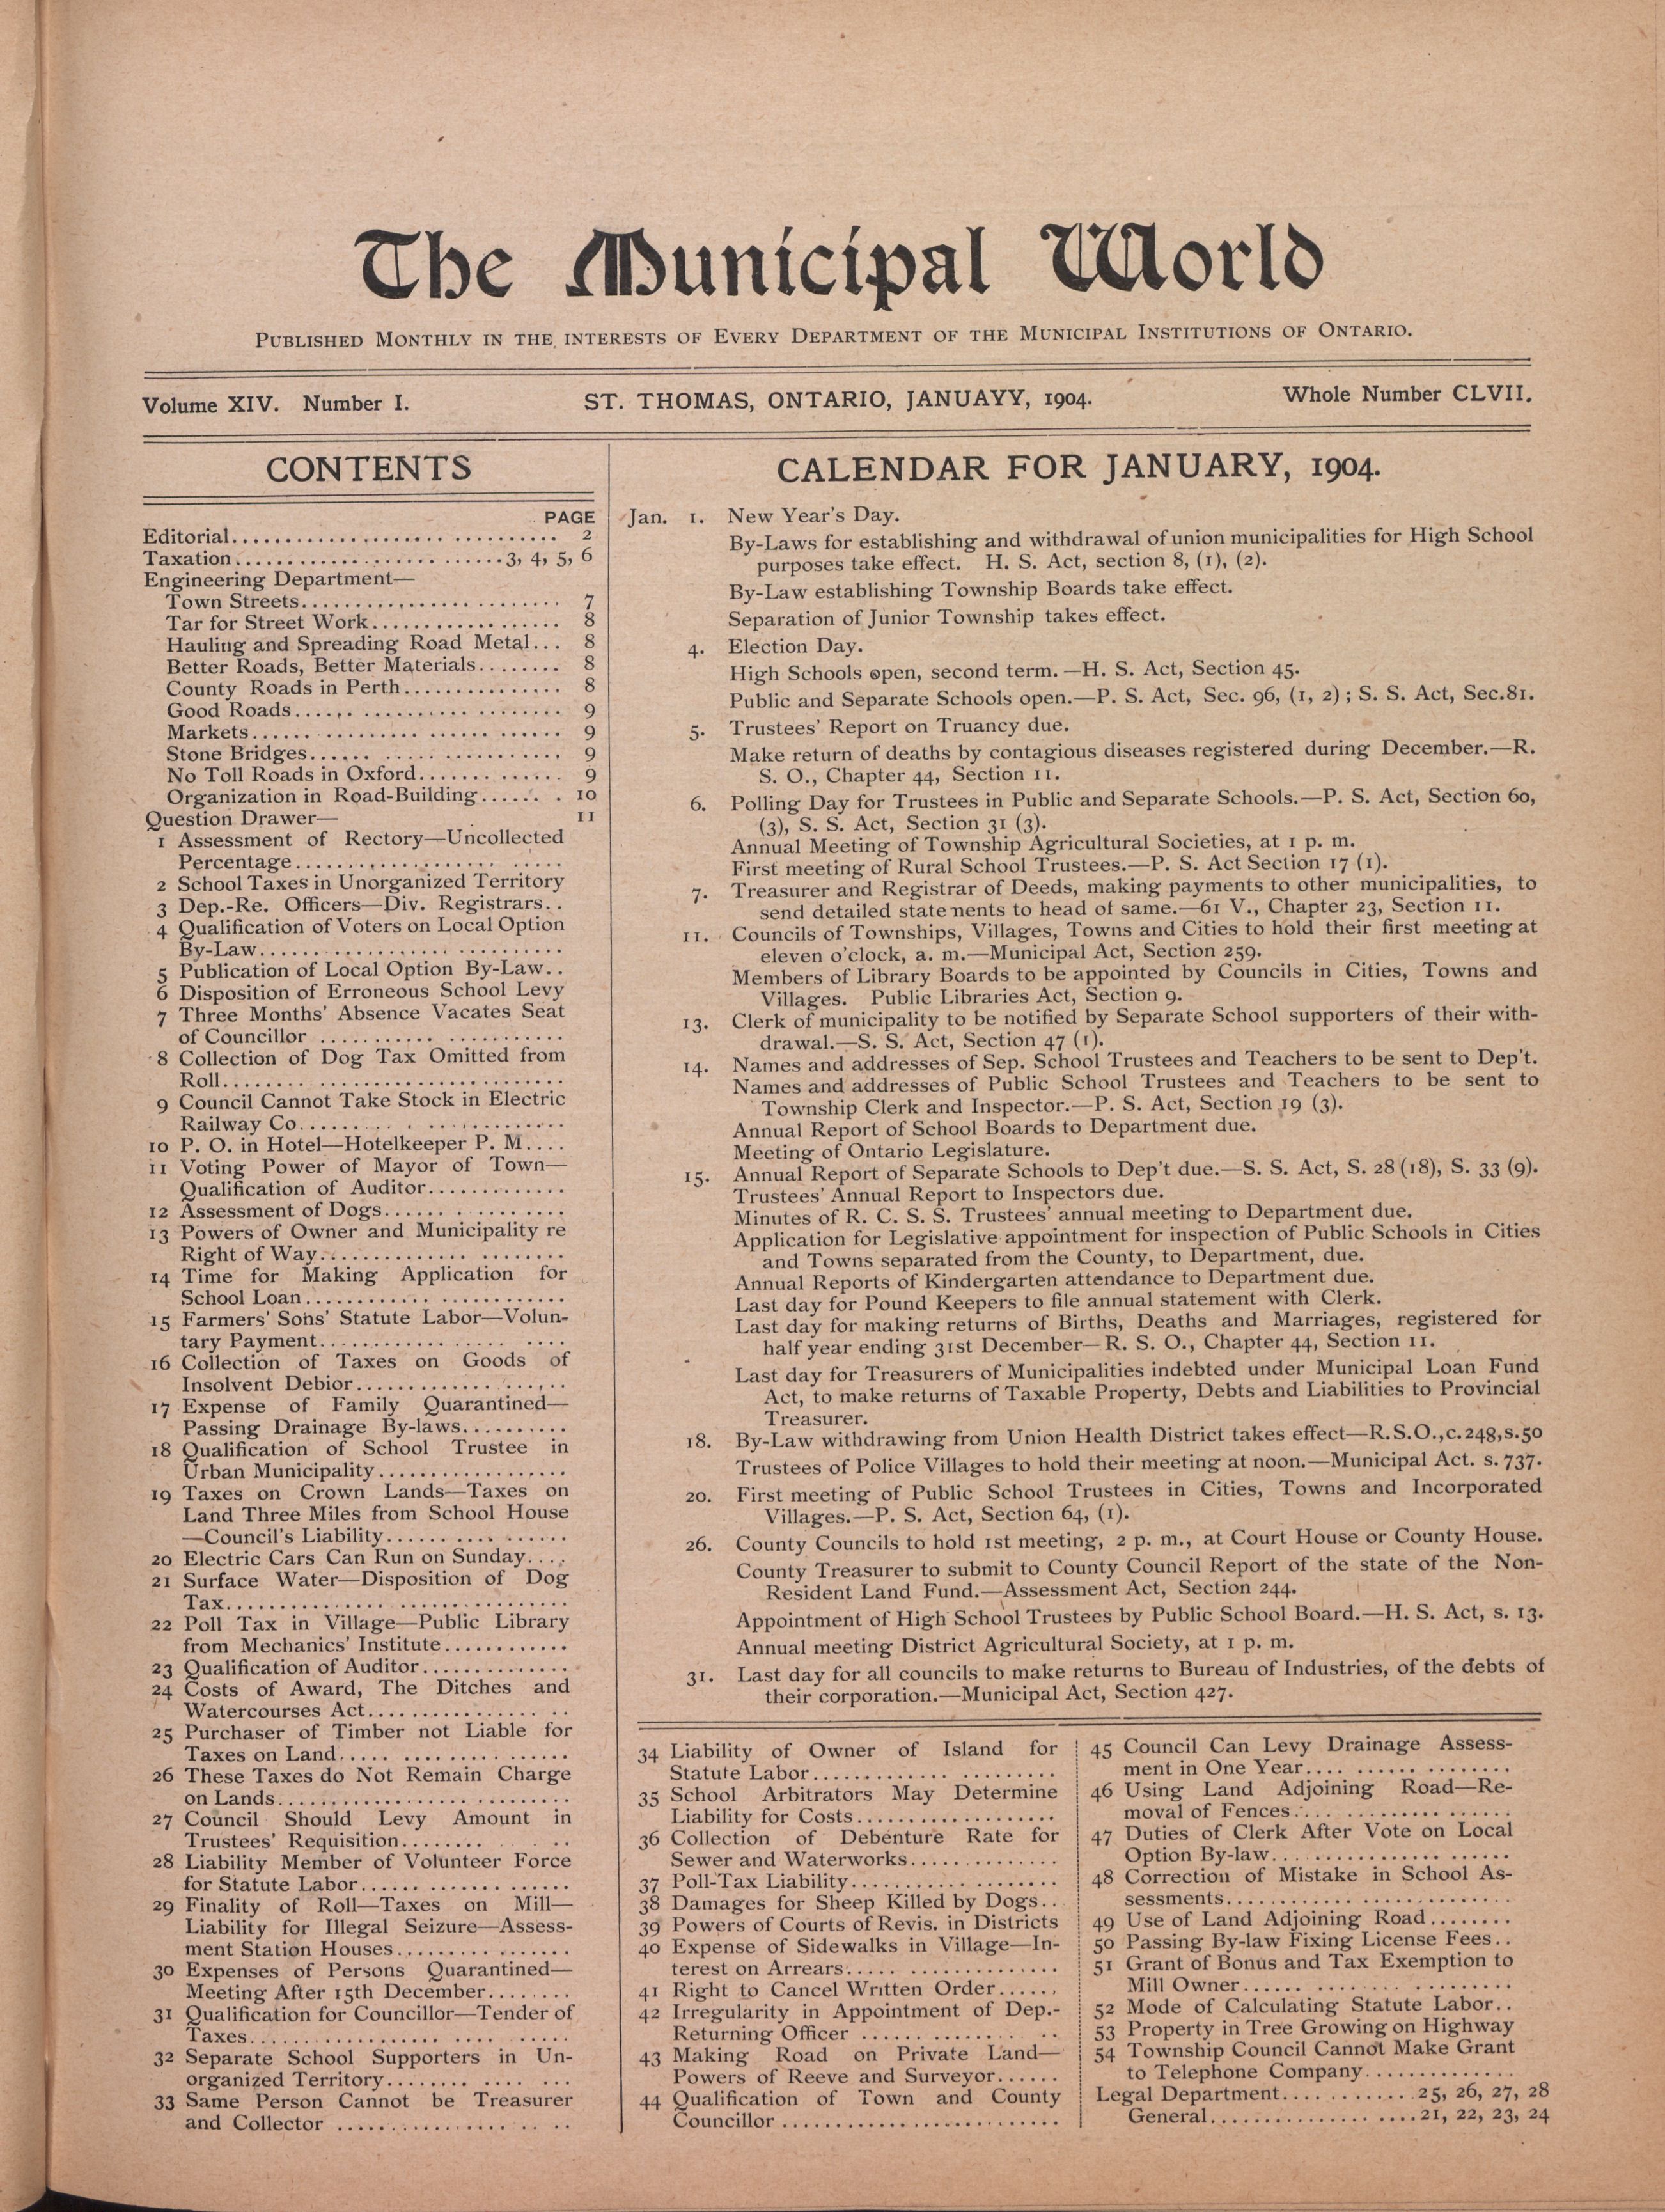 The Municipal World
PUBLISHED MONTHLY IN THE INTERESTS OF EVERY DEPARTMENT OF THE MUNICIPAL INSTITUTIONS OF ONTARIO.
Volume XIV. Number I.
ST. THOMAS, ONTARIO, JANUAYY, 1904.
Whole Number CLVII.
CONTENTS
PAGE
Editorial.............................................. 2
Taxation..............................3, 4, 5, 6
Engineering Department—
Town Streets............................ 7
Tar for Street Work.................... 8
Hauling and Spreading Road Metal... 8
Better Roads, Better Materials........ 8
County Roads in Perth............... 8
Good Roads............................ 9
Markets................................ 9
Stone Bridges......................... 9
No Toll Roads in Oxford.............. 9
Organization in Road-Building....... 10
Question Drawer— 11
1 Assessment of Rectory—Uncollected
Percentage............................
2 School Taxes in Unorganized Territory
3 Dep.-Re. Officers—Div. Registrars..
4 Qualification of Voters on Local Option
By-Law................................
5 Publication of Local Option By-Law..
6 Disposition of Erroneous School Levy
7 Three Months' Absence Vacates Seat
of Councillor ........................
8 Collection of Dog Tax Omitted from
Roll...................................
9 Council Cannot Take Stock in Electric
Railway Co...........................
10 P. O. in Hotel—Hotelkeeper P. M....
11 Voting Power of Mayor of Town—
Qualification of Auditor.............
12 Assessment of Dogs..................
13 Powers of Owner and Municipality re
Right of Way.........................
14 Time for Making Application for
School Loan..........................
15 Farmers' Sons' Statute Labor—Volun-
tary Payment.........................
16 Collection of Taxes on Goods of
Insolvent Debior.....................
17 Expense of Family Quarantined—
Passing Drainage By-laws..........
18 Qualification of School Trustee in
Urban Municipality..................
19 Taxes on Crown Lands—Taxes on
Land Three Miles from School House
—Council's Liability.................
20 Electric Cars Can Run on Sunday....
21 Surface Water—Disposition of Dog
Tax....................................
22 Poll Tax in Village—Public Library
from Mechanics' Institute............
23 Qualification of Auditor..............
24 Costs of Award, The Ditches and
Watercourses Act....................
25 Purchaser of Timber not Liable for
Taxes on Land.......................
26 These Taxes do Not Remain Charge
on Lands..............................
27 Council Should Levy Amount in
Trustees' Requisition........ ..
28 Liability Member of Volunteer Force
for Statute Labor.....................
29 Finality of Roll—Taxes on Mill—
Liability for Illegal Seizure—Assess-
ment Station Houses.................
30 Expenses of Persons Quarantined—
Meeting After 15th December........
31 Qualification for Councillor—Tender of
Taxes..................................
32 Separate School Supporters in Un-
organized Territory..................
33 Same Person Cannot be Treasurer
and Collector ........................
CALENDAR FOR JANUARY, 1904.
Jan. 1. New Year's Day.
By-Laws for establishing and withdrawal of union municipalities for High School
purposes take effect. H. S. Act, section 8, (1), (2).
By-Law establishing Township Boards take effect.
Separation of Junior Township takes effect.
4. Election Day.
High Schools open, second term.—H. S. Act, Section 45.
Public and Separate Schools open.—P. S. Act, Sec. 96, (1, 2); S. S. Act, Sec.81.
5. Trustees' Report on Truancy due.
Make return of deaths by contagious diseases registered during December.—R.
S. O., Chapter 44, Section 11.
6. Polling Day for Trustees in Public and Separate Schools.—P. S. Act, Section 60,
(3), S. S. Act, Section 31 (3).
Annual Meeting of Township Agricultural Societies, at 1 p. m.
First meeting of Rural School Trustees.—P. S. Act Section 17 (1).
7. Treasurer and Registrar of Deeds, making payments to other municipalities, to
send detailed statements to head of same.—61 V., Chapter 23, Section 11.
11. Councils of Townships, Villages, Towns and Cities to hold their first meeting at
eleven o'clock, a. m.—Municipal Act, Section 259.
Members of Library Boards to be appointed by Councils in Cities, Towns and
Villages. Public Libraries Act, Section 9.
13. Clerk of municipality to be notified by Separate School supporters of their with-
drawal.—S. S. Act, Section 47 (1).
14. Names and addresses of Sep. School Trustees and Teachers to be sent to Dep't.
Names and addresses of Public School Trustees and Teachers to be sent to
Township Clerk and Inspector.—P. S. Act, Section 19 (3).
Annual Report of School Boards to Department due.
Meeting of Ontario Legislature.
15. Annual Report of Separate Schools to Dep't due.—S. S. Act, S. 28 (18), S. 33 (9).
Trustees' Annual Report to Inspectors due.
Minutes of R. C. S. S. Trustees' annual meeting to Department due.
Application for Legislative appointment for inspection of Public Schools in Cities
and Towns separated from the County, to Department, due.
Annual Reports of Kindergarten attendance to Department due.
Last day for Pound Keepers to file annual statement with Clerk.
Last day for making returns of Births, Deaths and Marriages, registered for
half year ending 31st December—R. S. O., Chapter 44, Section 11.
Last day for Treasurers of Municipalities indebted under Municipal Loan Fund
Act, to make returns of Taxable Property, Debts and Liabilities to Provincial
Treasurer.
18. By-Law withdrawing from Union Health District takes effect—R.S.O.,c.248,s.50
Trustees of Police Villages to hold their meeting at noon.—Municipal Act. s. 737.
20. First meeting of Public School Trustees in Cities, Towns and Incorporated
Villages.—P. S. Act, Section 64, (1).
26. County Councils to hold 1st meeting, 2 p. m., at Court House or County House.
County Treasurer to submit to County Council Report of the state of the Non-
Resident Land Fund.—Assessment Act, Section 244.
Appointment of High School Trustees by Public School Board.—H. S. Act, s. 13.
Annual meeting District Agricultural Society, at 1 p. m.
31. Last day for all councils to make returns to Bureau of Industries, of the debts of
their corporation.—Municipal Act, Section 427.
34 Liability of Owner of Island for
Statute Labor.........................
35 School Arbitrators May Determine
Liability for Costs...................
36 Collection of Debenture Rate for
Sewer and Waterworks..............
37 Poll-Tax Liability....................
38 Damages for Sheep Killed by Dogs..
39 Powers of Courts of Revis. in Districts
40 Expense of Sidewalks in Village—In-
terest on Arrears.....................
41 Right to Cancel Written Order......
42 Irregularity in Appointment of Dep.-
Returning Officer ...................
43 Making Road on Private Land—
Powers of Reeve and Surveyor......
44 Qualification of Town and County
Councillor ...........................
45 Council Can Levy Drainage Assess-
ment in One Year....................
46 Using Land Adjoining Road—Re-
moval of Fences......................
47 Duties of Clerk After Vote on Local
Option By-law........................
48 Correction of Mistake in School As-
sessments.............................
49 Use of Land Adjoining Road........
50 Passing By-law Fixing License Fees..
51 Grant of Bonus and Tax Exemption to
Mill Owner...........................
52 Mode of Calculating Statute Labor..
53 Property in Tree Growing on Highway
54 Township Council Cannot Make Grant
to Telephone Company..............
Legal Department.............25, 26, 27, 28
General.....................21, 22, 23, 24